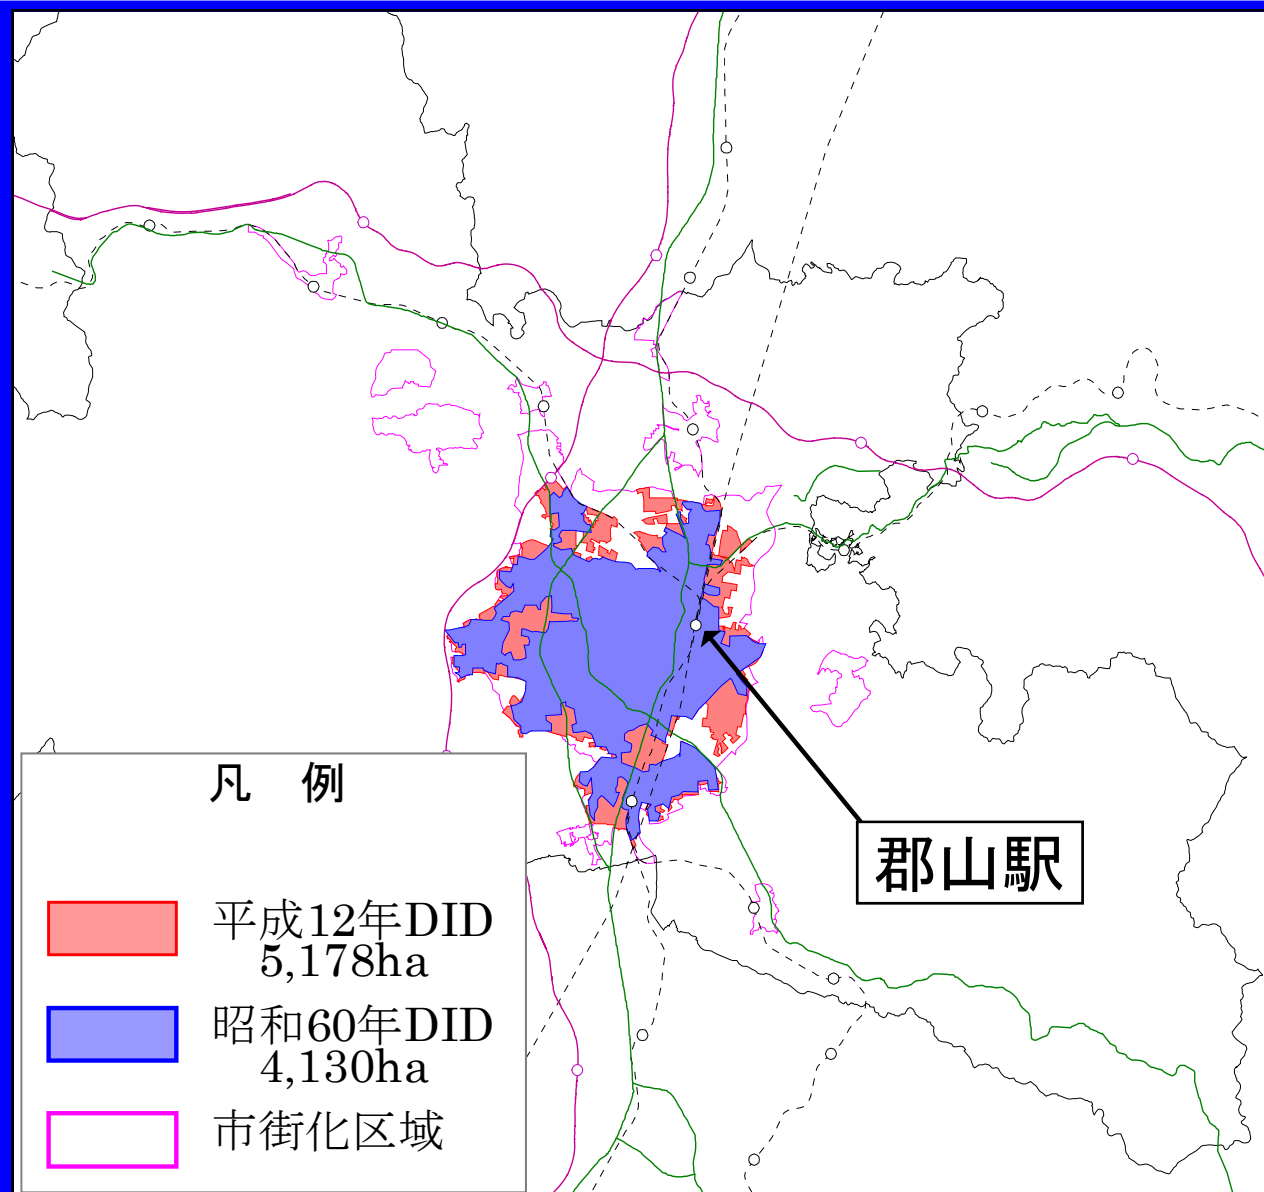 郡山駅
凡 例
平成12年DID
5,178ha
昭和60年DID
4,130ha
市街化区域